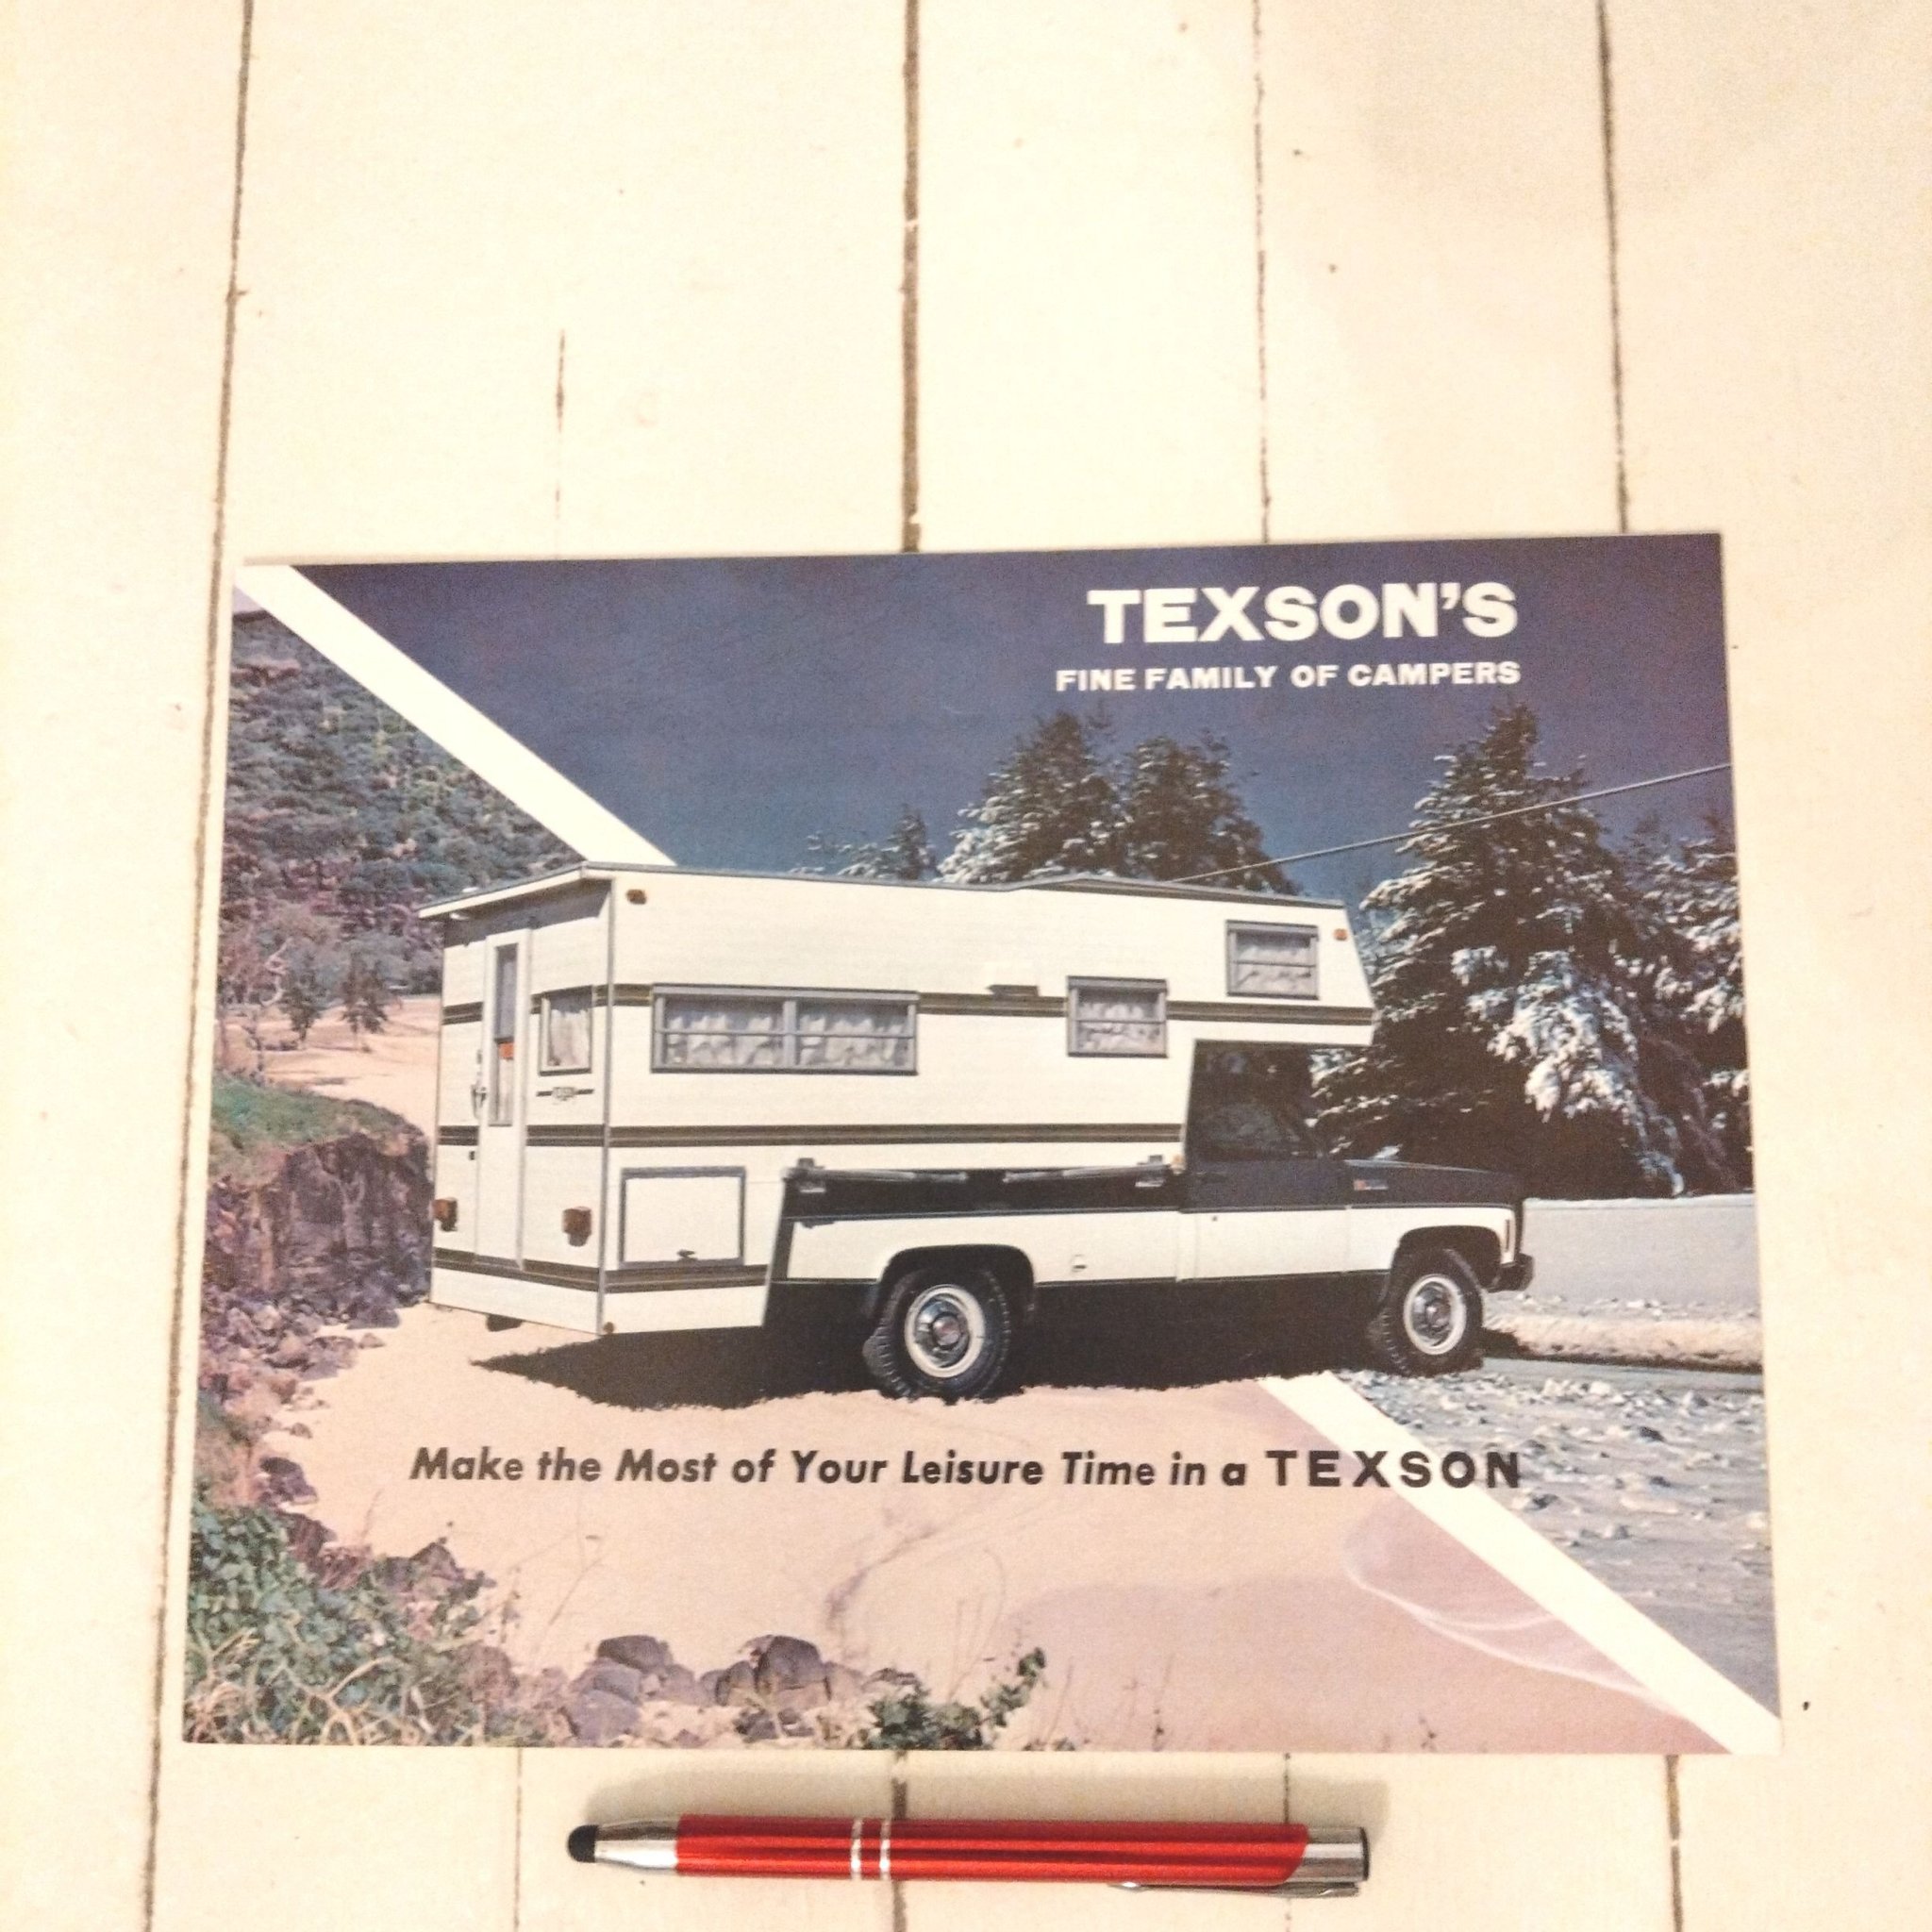 TEXSON'S
FINE FAMILY OF CAMPERS
Make the Most of Your Leisure Time in a TEXSON